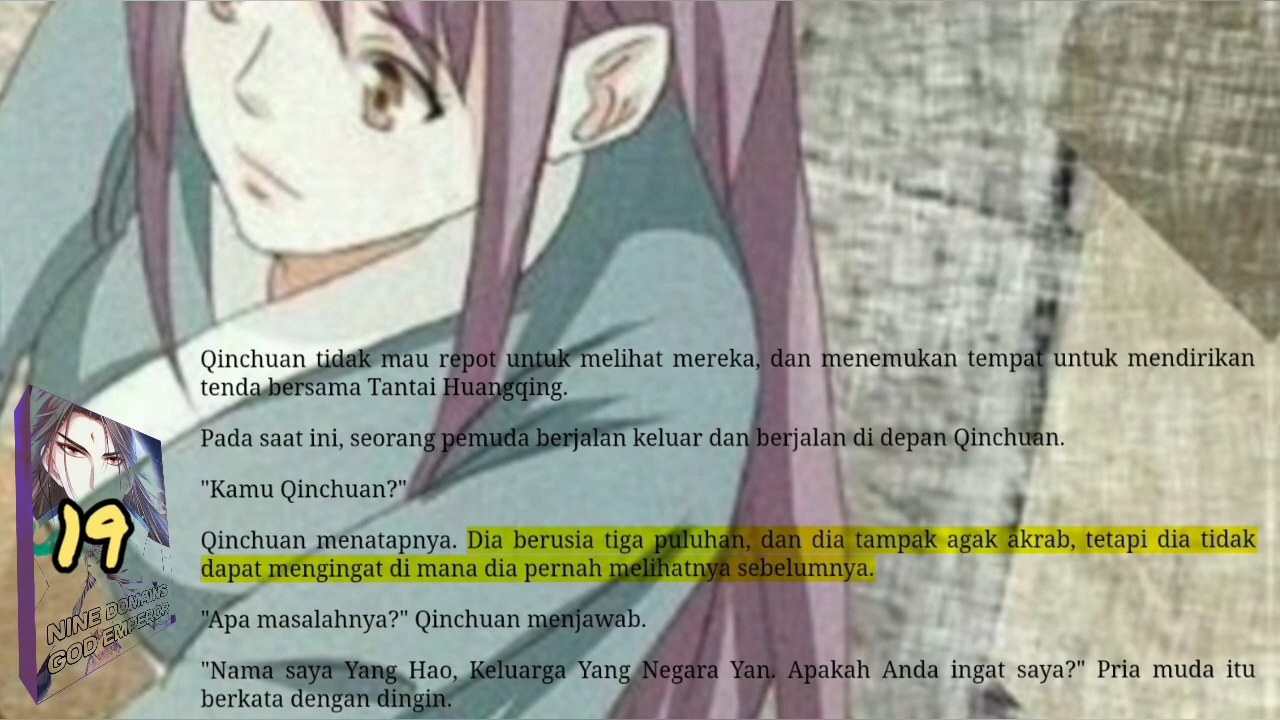 Qinchuan tidak mau repot untuk melihat mereka, dan menemukan tempat untuk mendirikan
tenda bersama Tantai Huangqing.
Pada saat ini, seorang pemuda berjalan keluar dan berjalan di depan Qinchuan.
"Kamu Qinchuan?"
Qinchuan menatapnya. Dia berusia tiga puluhan, dan dia tampak agak akrab, tetapi dia tidak
dapat mengingat di mana dia pernah melihatnya sebelumnya.
"Apa masalahnya?" Qinchuan menjawab.
"Nama saya Yang Hao, Keluarga Yang Negara Yan. Apakah Anda ingat saya?" Pria muda itu
berkata dengan dingin.
19
NINE DOMAINS
GOD EMPEROR